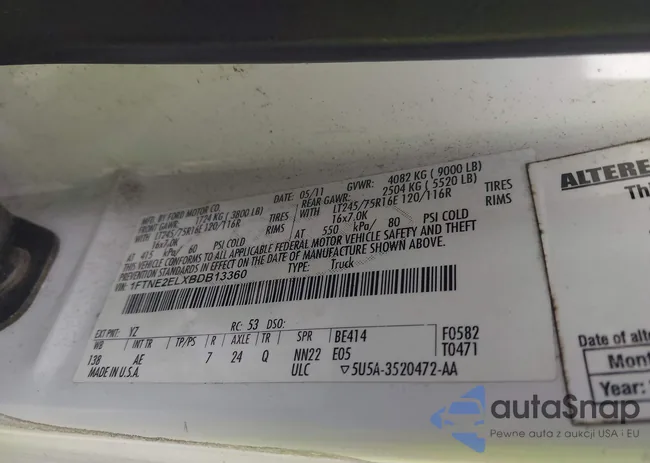 MFD. BY FORD MOTOR CO.
DATE: 05/11 GVWR: 4082 KG ( 9000 LB)
FRONT GAWR: 1724 KG ( 3800 LB) REAR GAWR: 2504 KG ( 5520 LB)
WITH LT245/75R16E 120/116R TIRES WITH LT245/75R16E 120/116R TIRES
16x7.0K RIMS 16x7.0K RIMS
AT 415 kPa/ 60 PSI COLD AT 550 kPa/ 80 PSI COLD
THIS VEHICLE CONFORMS TO ALL APPLICABLE FEDERAL MOTOR VEHICLE SAFETY AND THEFT
PREVENTION STANDARDS IN EFFECT ON THE DATE OF MANUFACTURE SHOWN ABOVE.
1FTNE2ELXBDB13360 TYPE: Truck
EXT PNT: YZ RC: 53 DSO:
WB INT TR TP/PS R AXLE TR SPR BE414 F0582
138 AE 7 24 Q NN22 E05 T0471
MADE IN U.S.A. ULC ▽5U5A-3520472-AA
ALTERE
Th
Date of alte
Mont
Year:
autaSnap
Pewne auta z aukcji USA i EU